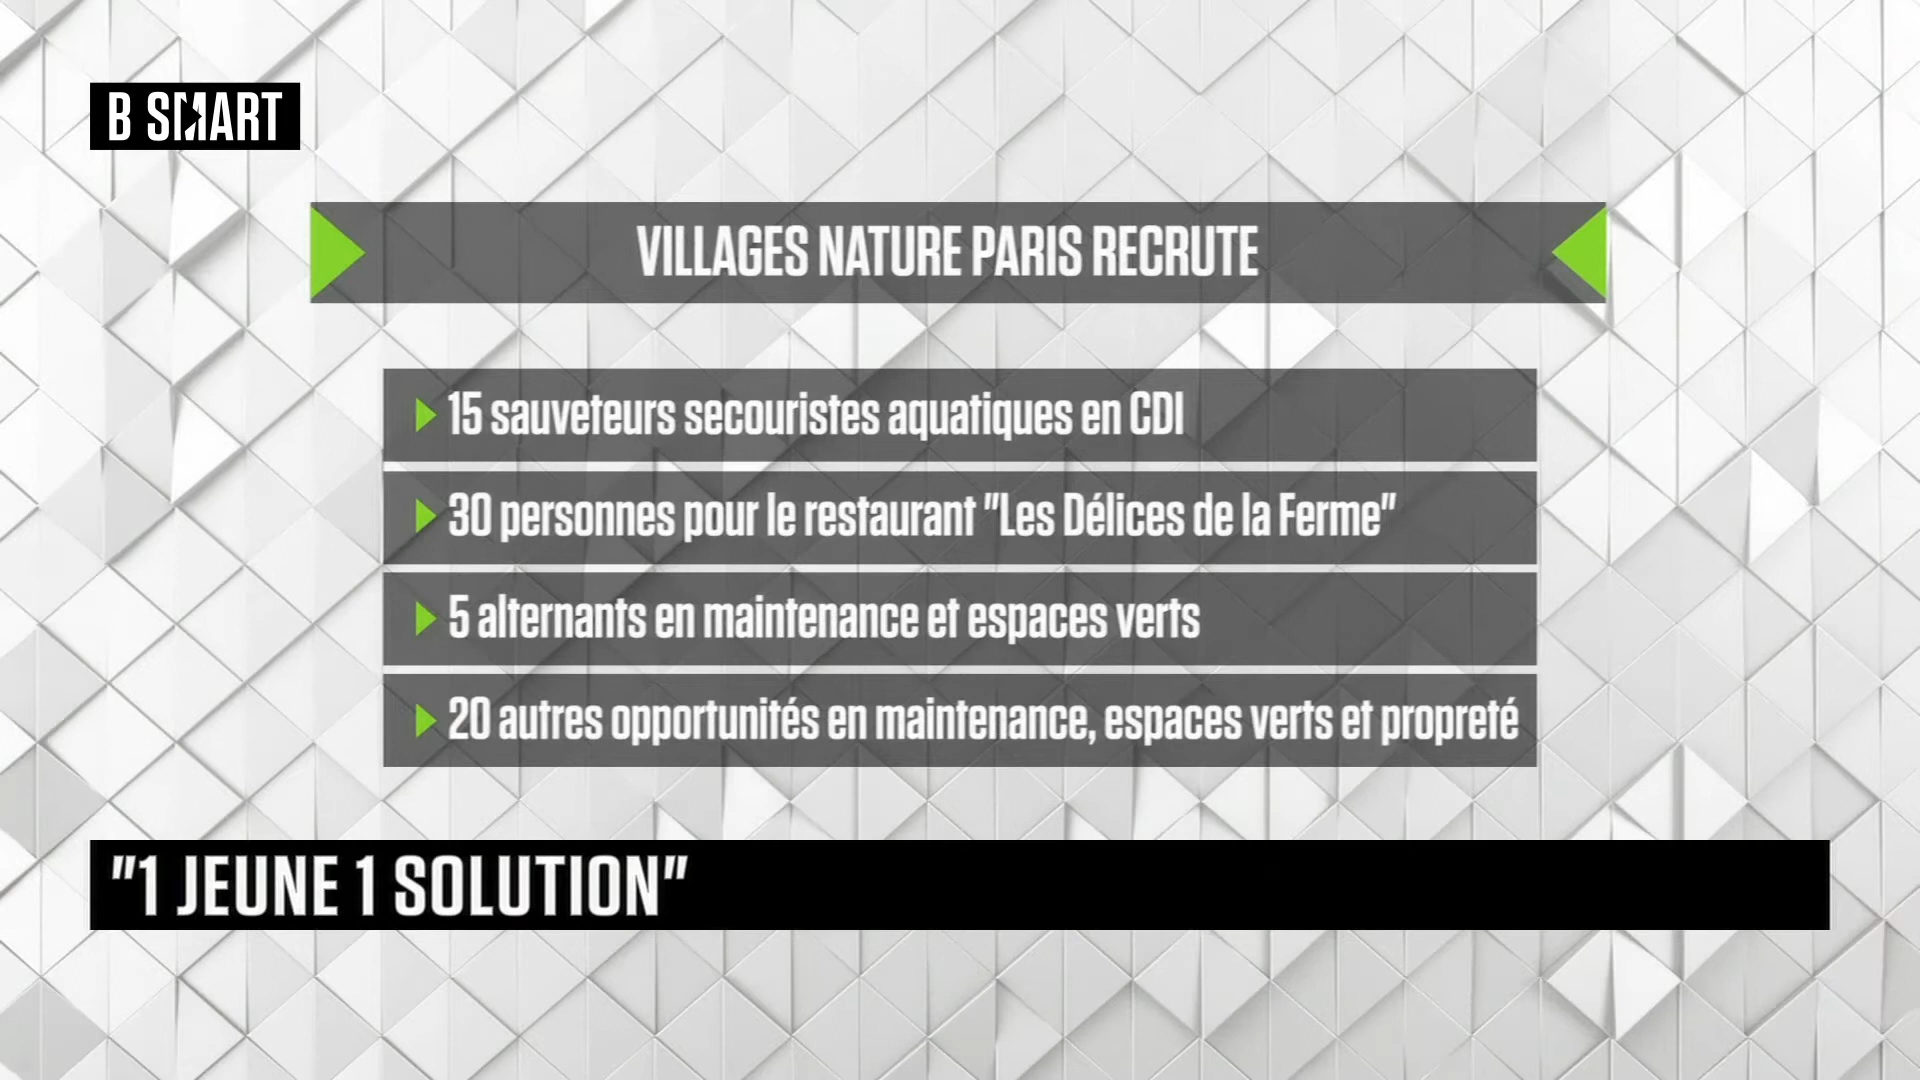 B SMART
VILLAGES NATURE PARIS RECRUTE
15 sauveteurs secouristes aquatiques en CDI
30 personnes pour le restaurant "Les Délices de la Ferme"
5 alternants en maintenance et espaces verts
20 autres opportunités en maintenance, espaces verts et propreté
"1 JEUNE 1 SOLUTION"